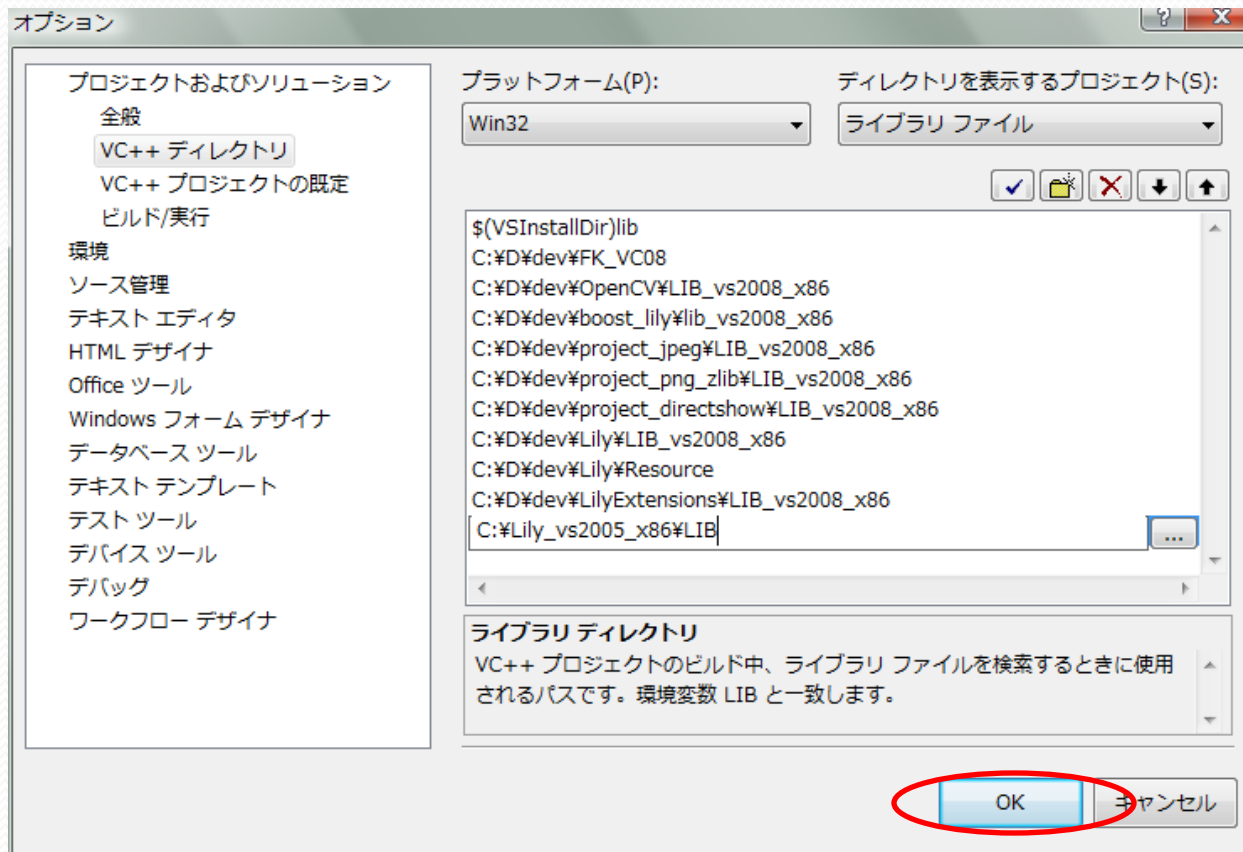 オプション
プロジェクトおよびソリューション
全般
VC++ ディレクトリ
VC++ プロジェクトの既定
ビルド/実行
環境
ソース管理
テキスト エディタ
HTML デザイナ
Office ツール
Windows フォーム デザイナ
データベース ツール
テキスト テンプレート
テスト ツール
デバイス ツール
デバッグ
ワークフロー デザイナ
プラットフォーム(P):
Win32
ディレクトリを表示するプロジェクト(S):
ライブラリ ファイル
$(VSInstallDir)lib
C:¥D¥dev¥FK_VC08
C:¥D¥dev¥OpenCV¥LIB_vs2008_x86
C:¥D¥dev¥boost_lily¥lib_vs2008_x86
C:¥D¥dev¥project_jpeg¥LIB_vs2008_x86
C:¥D¥dev¥project_png_zlib¥LIB_vs2008_x86
C:¥D¥dev¥project_directshow¥LIB_vs2008_x86
C:¥D¥dev¥Lily¥LIB_vs2008_x86
C:¥D¥dev¥Lily¥Resource
C:¥D¥dev¥LilyExtensions¥LIB_vs2008_x86
C:¥Lily_vs2005_x86¥LIB
...
ライブラリ ディレクトリ
VC++ プロジェクトのビルド中、ライブラリ ファイルを検索するときに使用
されるパスです。環境変数 LIB と一致します。
OK
キャンセル